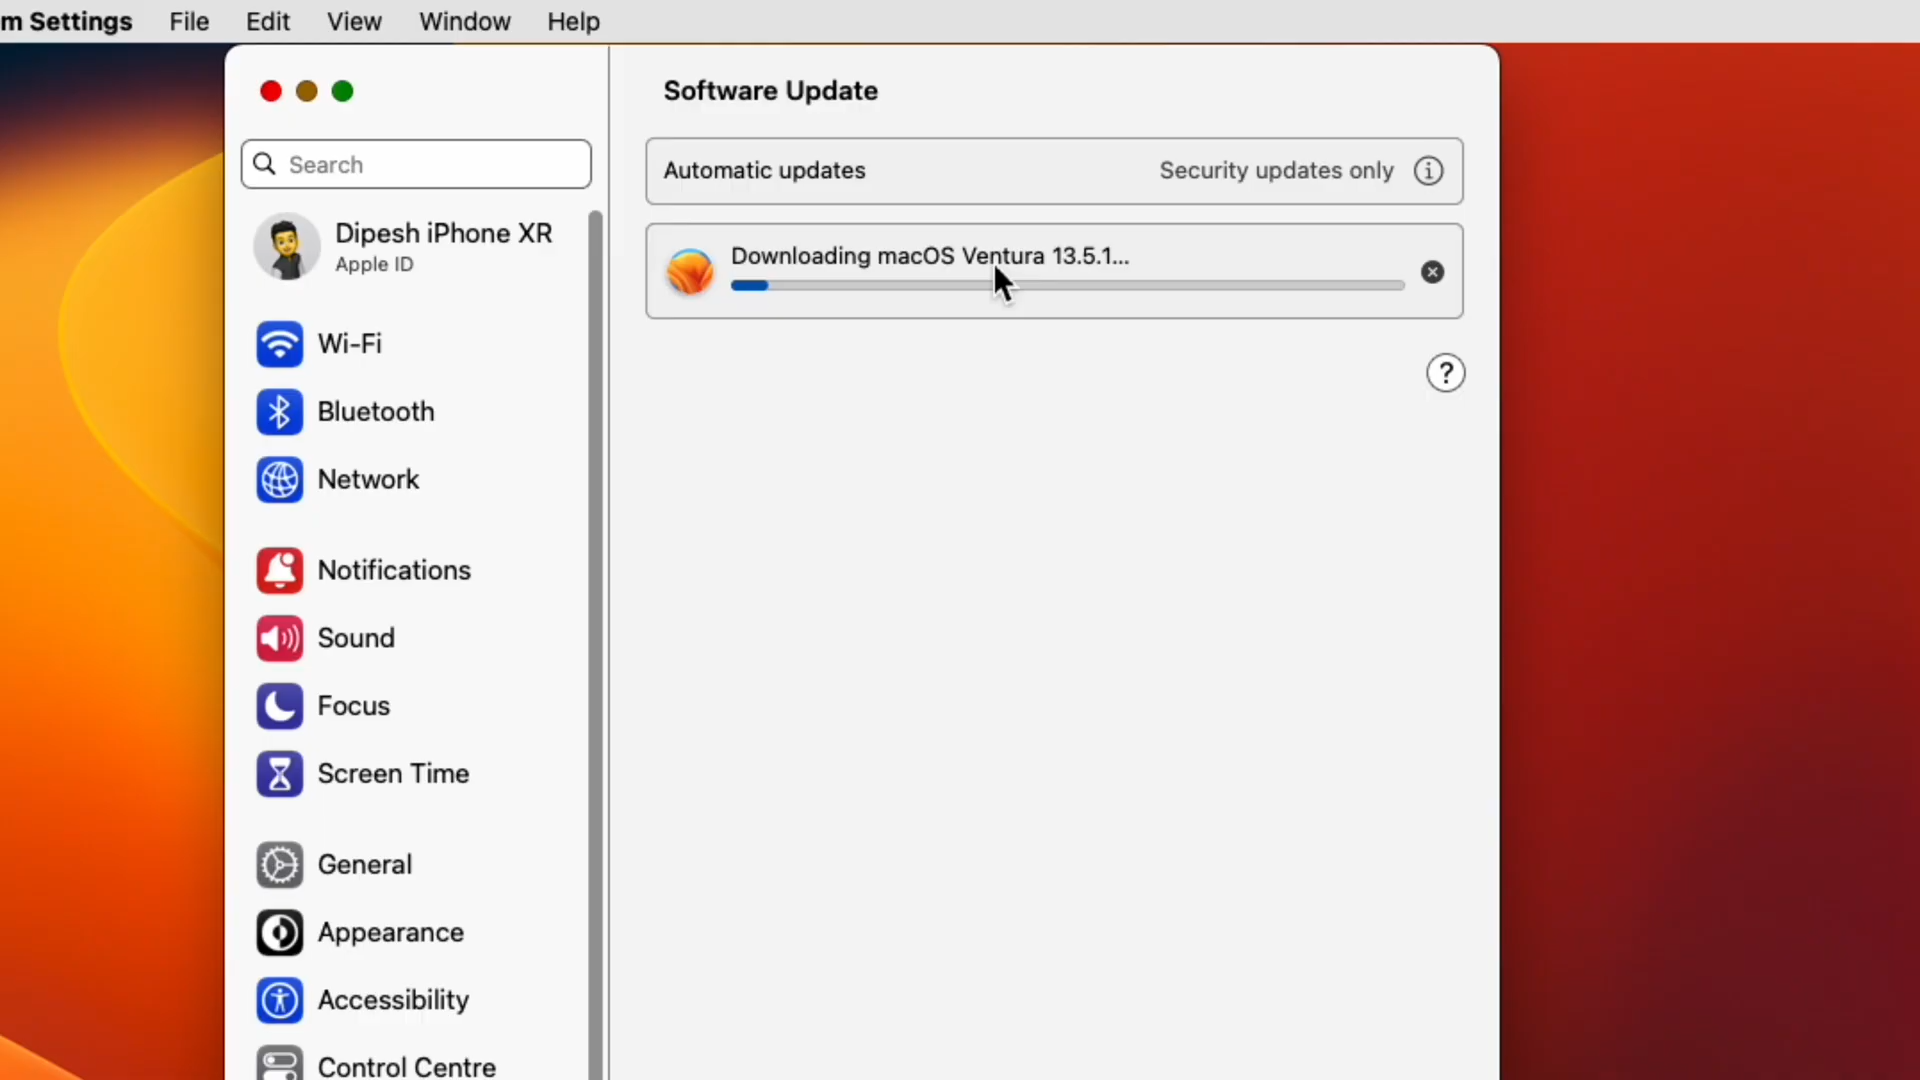 m Settings File Edit View Window Help
Software Update
Search
Automatic updates Security updates only
Dipesh iPhone XR
Apple ID
Downloading macOS Ventura 13.5.1...
?
Wi-Fi
Bluetooth
Network
Notifications
Sound
Focus
Screen Time
General
Appearance
Accessibility
Control Centre